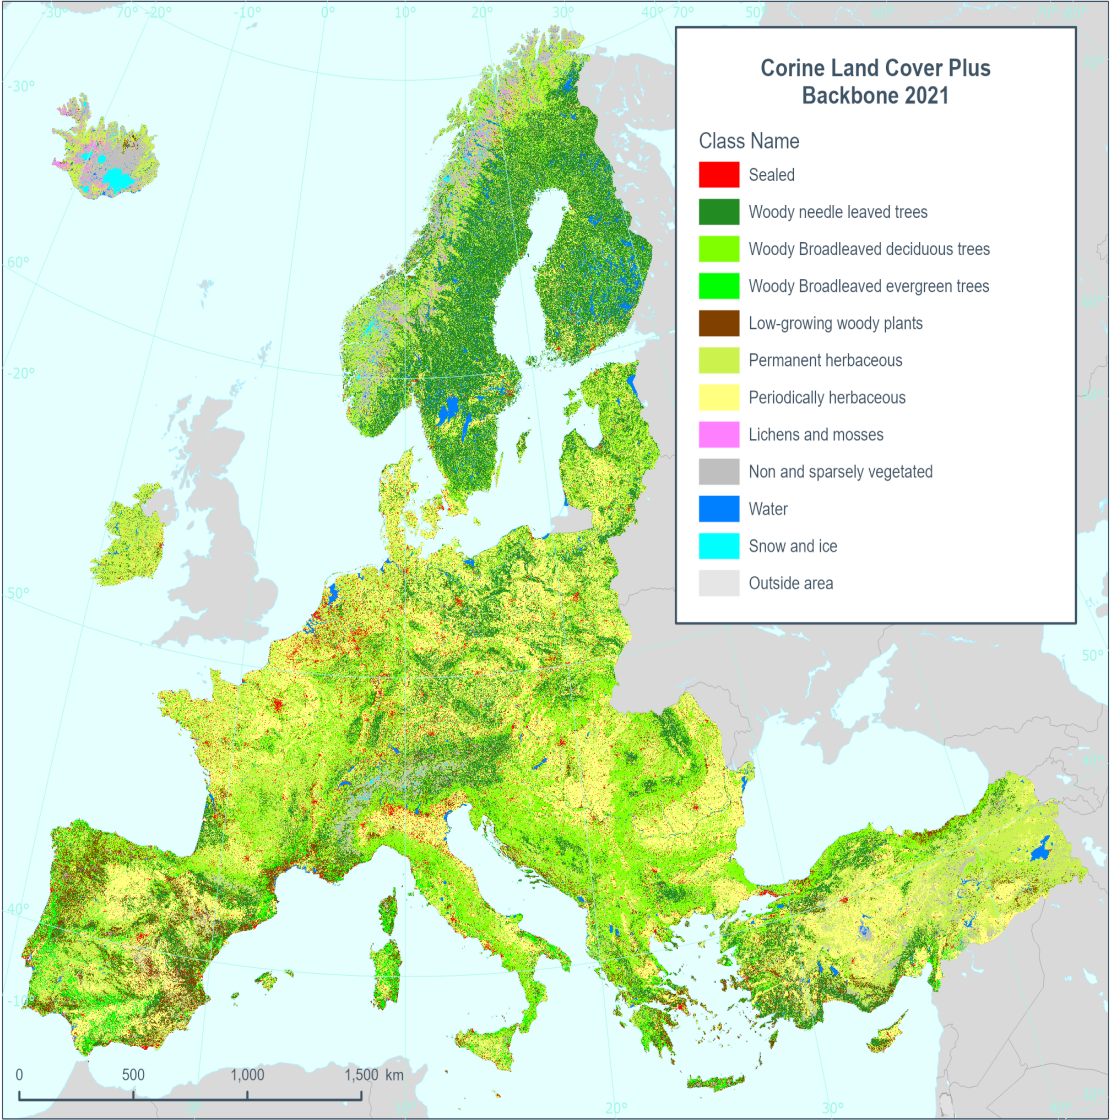 -30° -20° -10° 0° 10° 20° 30° 40° 70° 50°
-30°
60°
-20°
50°
40°
-10°
50°
10° 20° 30°
Corine Land Cover Plus
Backbone 2021
Class Name
Sealed
Woody needle leaved trees
Woody Broadleaved deciduous trees
Woody Broadleaved evergreen trees
Low-growing woody plants
Permanent herbaceous
Periodically herbaceous
Lichens and mosses
Non and sparsely vegetated
Water
Snow and ice
Outside area
0 500 1,000 1,500 km